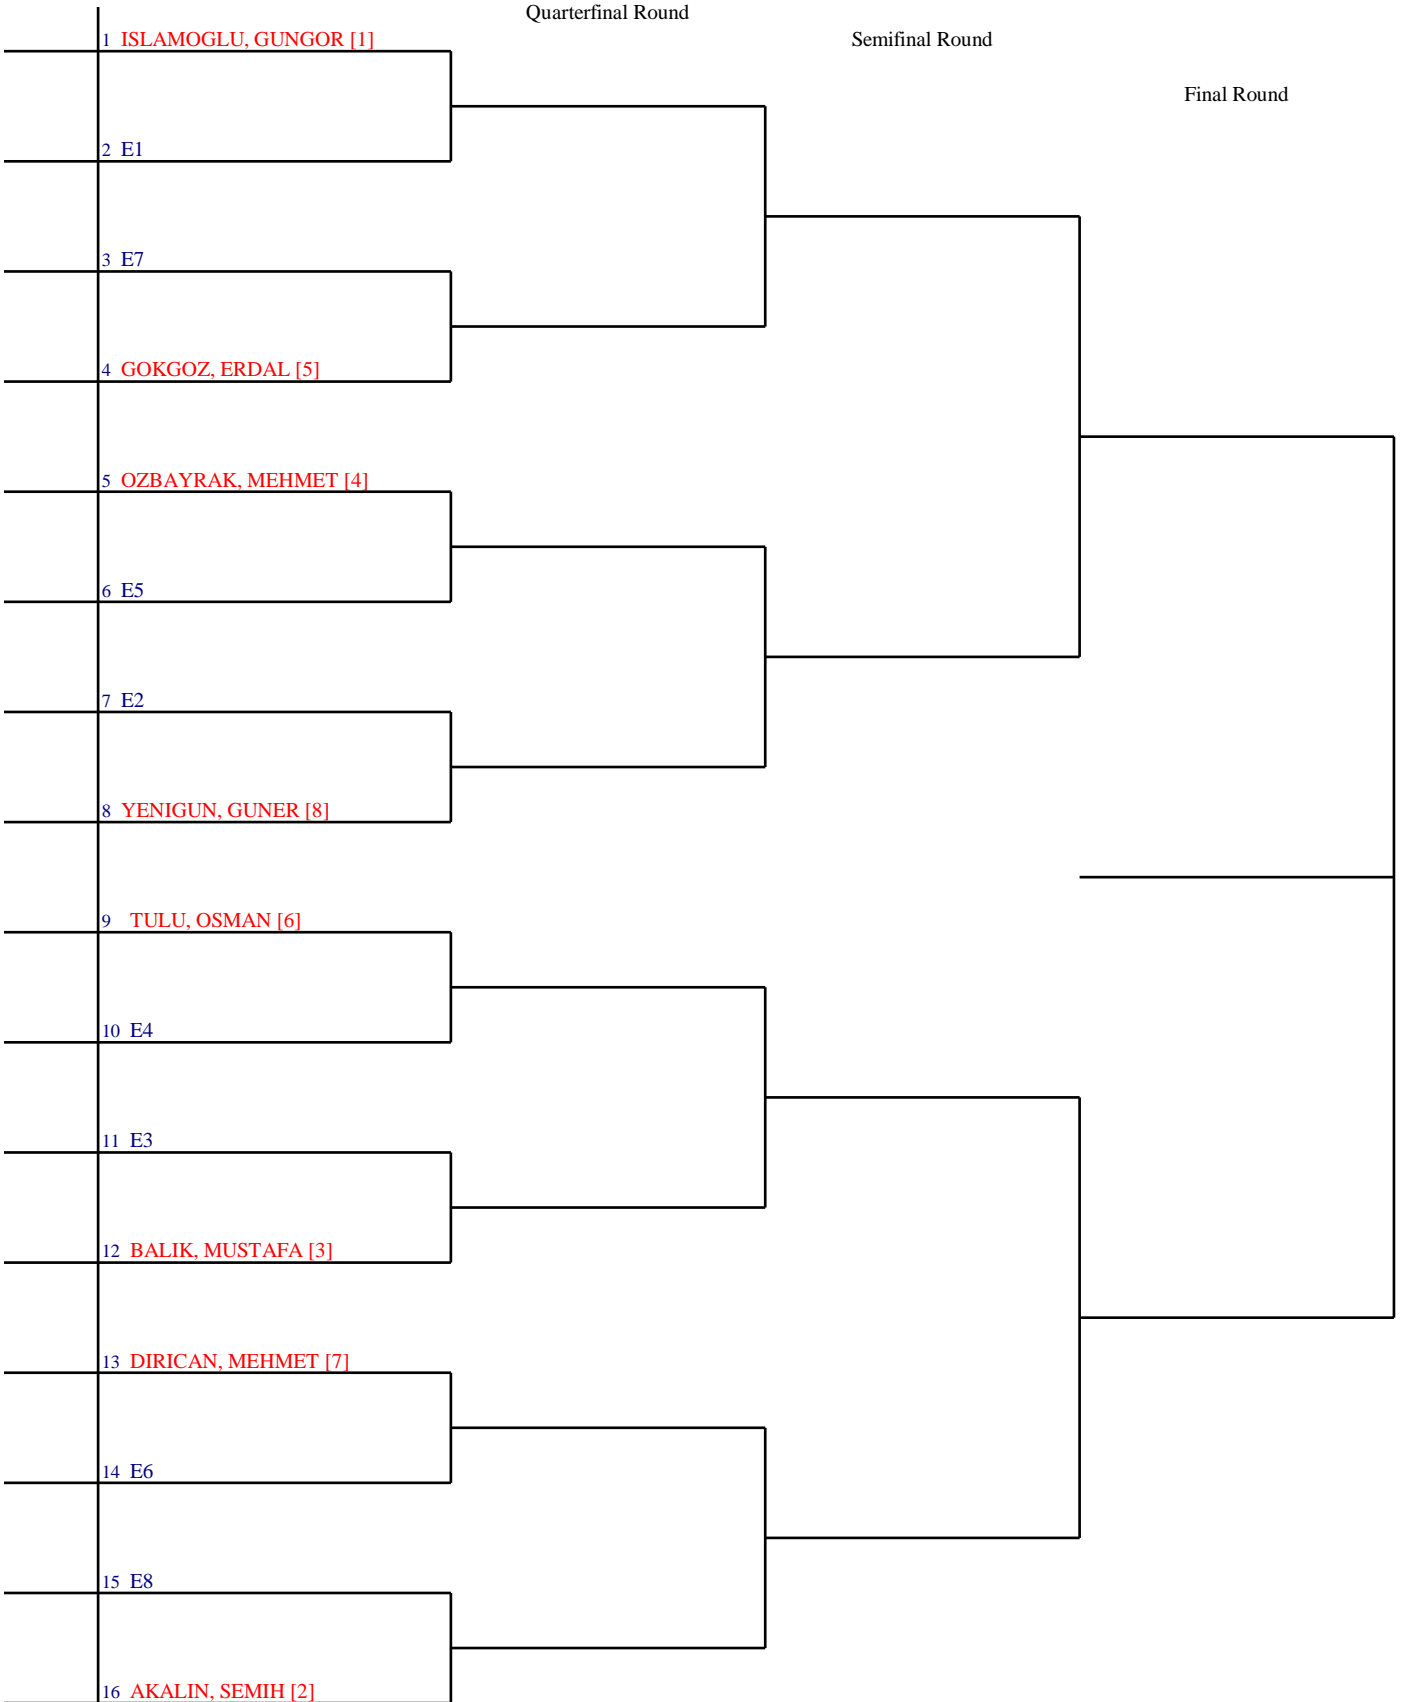 Quarterfinal Round
1 ISLAMOGLU, GUNGOR [1]
Semifinal Round
Final Round
2 E1
3 E7
4 GOKGOZ, ERDAL [5]
5 OZBAYRAK, MEHMET [4]
6 E5
7 E2
8 YENIGUN, GUNER [8]
9 TULU, OSMAN [6]
10 E4
11 E3
12 BALIK, MUSTAFA [3]
13 DIRICAN, MEHMET [7]
14 E6
15 E8
16 AKALIN, SEMIH [2]